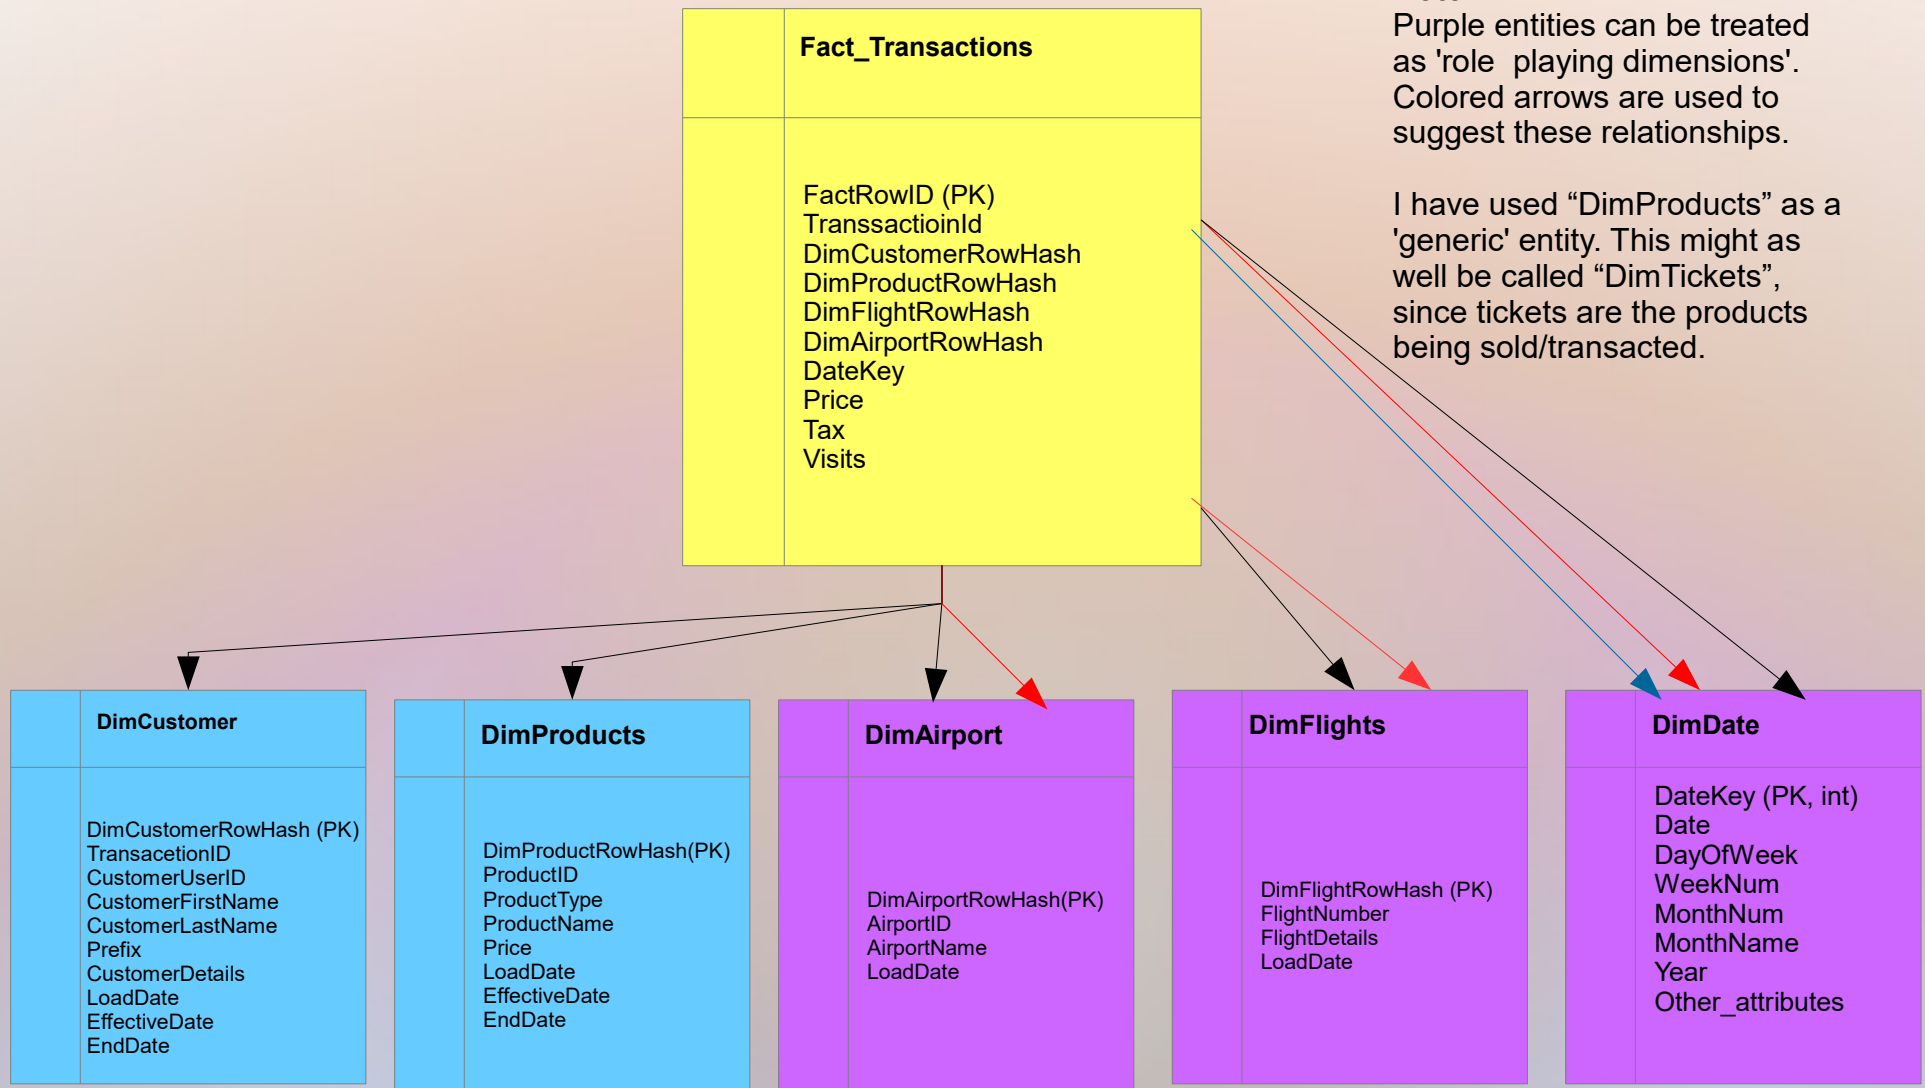 Purple entities can be treated
as 'role  playing dimensions'.
Colored arrows are used to
suggest these relationships.
I have used “DimProducts” as a
'generic' entity. This might as
well be called “DimTickets”,
since tickets are the products
being sold/transacted.
Fact_Transactions
FactRowID (PK)
TranssactioinId
DimCustomerRowHash
DimProductRowHash
DimFlightRowHash
DimAirportRowHash
DateKey
Price
Tax
Visits
DimCustomer
DimCustomerRowHash (PK)
TransacetionID
CustomerUserID
CustomerFirstName
CustomerLastName
Prefix
CustomerDetails
LoadDate
EffectiveDate
EndDate
DimProducts
DimProductRowHash(PK)
ProductID
ProductType
ProductName
Price
LoadDate
EffectiveDate
EndDate
DimAirport
DimAirportRowHash(PK)
AirportID
AirportName
LoadDate
DimFlights
DimFlightRowHash (PK)
FlightNumber
FlightDetails
LoadDate
DimDate
DateKey (PK, int)
Date
DayOfWeek
WeekNum
MonthNum
MonthName
Year
Other_attributes